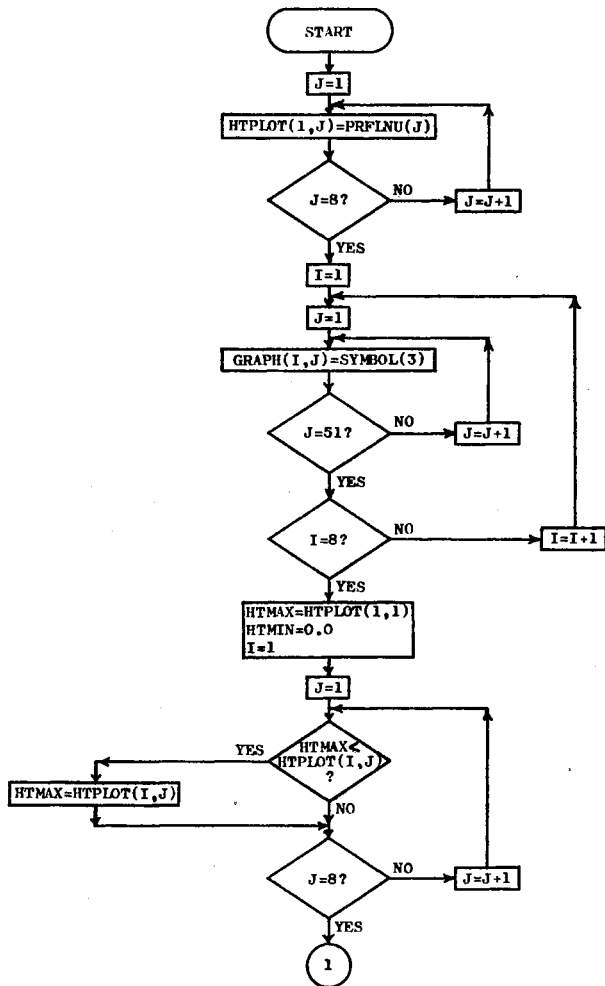 START
J=1
HTPLOT(1,J)=PRFLNU(J)
J=8?
NO
J=J+1
YES
I=1
J=1
GRAPH(I,J)=SYMBOL(3)
J=51?
NO
J=J+1
YES
I=8?
NO
I=I+1
YES
HTMAX=HTPLOT(1,1)
HTMIN=0.0
I=1
J=1
YES
HTMAX<
HTPLOT(I,J)
?
HTMAX=HTPLOT(I,J)
NO
J=8?
NO
J=J+1
YES
1